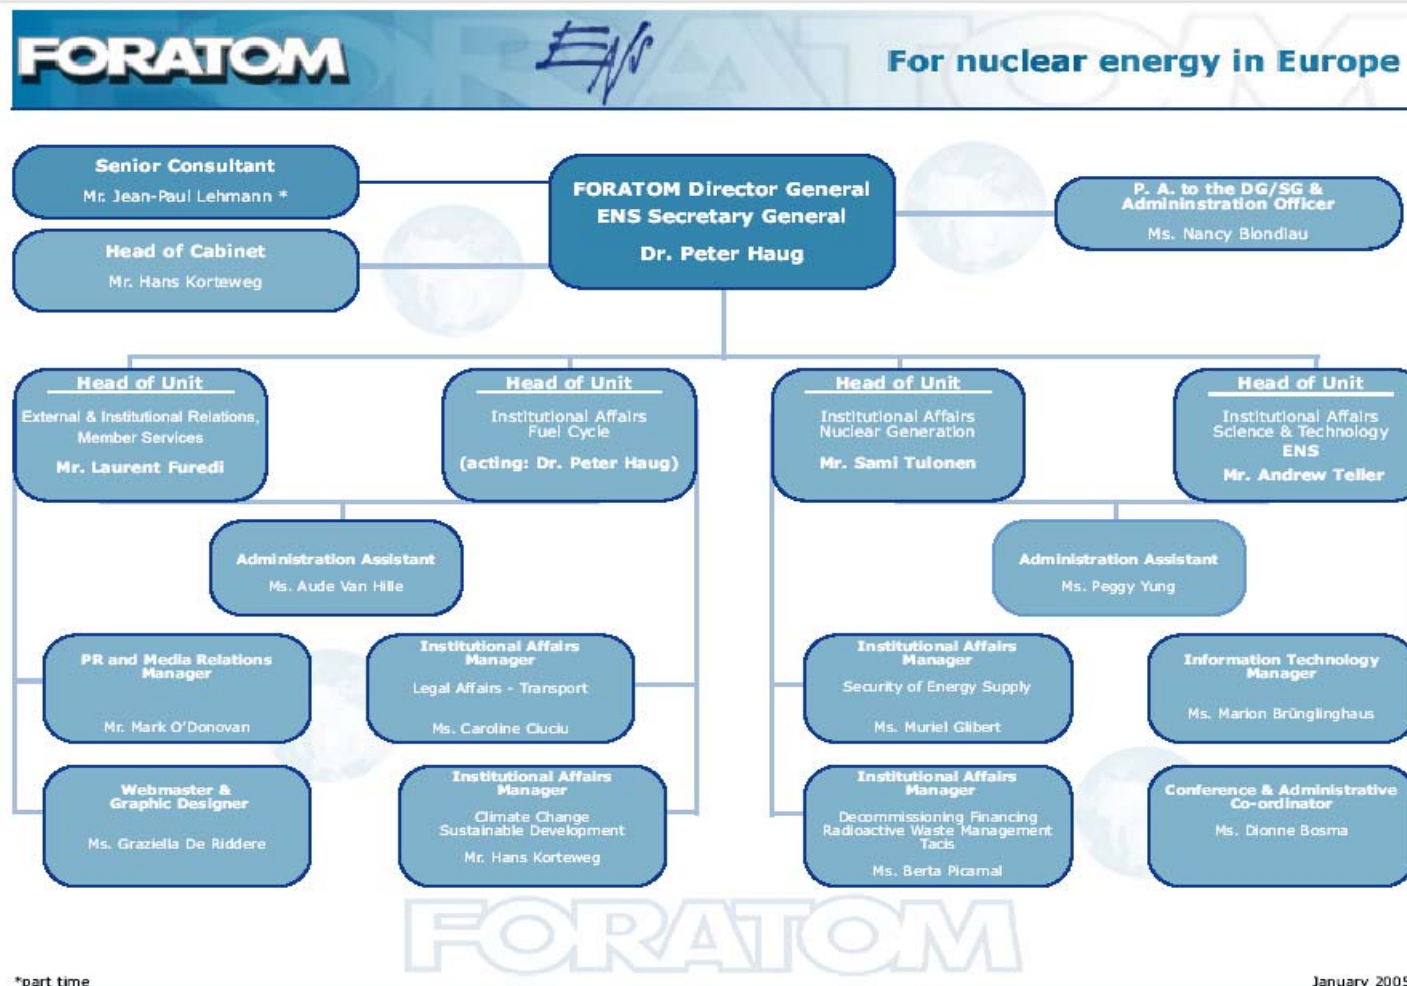 FORATOM
ENS
For nuclear energy in Europe
Senior Consultant
Mr. Jean-Paul Lehmann *
Head of Cabinet
Mr. Hans Korteweg
FORATOM Director General
ENS Secretary General
Dr. Peter Haug
P. A. to the DG/SG &
Admininstration Officer
Ms. Nancy Blondiau
Head of Unit
External & Institutional Relations,
Member Services
Mr. Laurent Furedi
Head of Unit
Institutional Affairs
Fuel Cycle
(acting: Dr. Peter Haug)
Head of Unit
Institutional Affairs
Nuclear Generation
Mr. Sami Tulonen
Head of Unit
Institutional Affairs
Science & Technology
ENS
Mr. Andrew Teller
Administration Assistant
Ms. Aude Van Hille
Administration Assistant
Ms. Peggy Yung
PR and Media Relations
Manager
Mr. Mark O'Donovan
Institutional Affairs
Manager
Legal Affairs - Transport
Ms. Caroline Ciuciu
Institutional Affairs
Manager
Security of Energy Supply
Ms. Muriel Glibert
Information Technology
Manager
Ms. Marion Brünglinghaus
Webmaster &
Graphic Designer
Ms. Graziella De Riddere
Institutional Affairs
Manager
Climate Change
Sustainable Development
Mr. Hans Korteweg
Institutional Affairs
Manager
Decommissioning Financing
Radioactive Waste Management
Tacis
Ms. Berta Picamal
Conference & Administrative
Co-ordinator
Ms. Dionne Bosma
FORATOM
*part time
January 2005